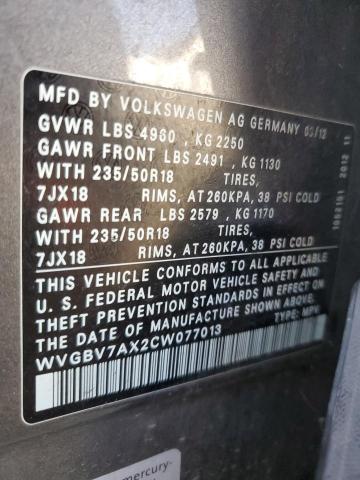 MFD BY VOLKSWAGEN AG GERMANY 03/12
GVWR LBS 4960 , KG 2250
GAWR FRONT LBS 2491 , KG 1130
WITH 235/50R18 TIRES,
7JX18 RIMS, AT 260KPA, 38 PSI COLD
GAWR REAR LBS 2579 , KG 1170
WITH 235/50R18 TIRES,
7JX18 RIMS, AT 260KPA, 38 PSI COLD
THIS VEHICLE CONFORMS TO ALL APPLICABLE
U. S. FEDERAL MOTOR VEHICLE SAFETY AND
THEFT PREVENTION STANDARDS IN EFFECT ON
THE DATE OF MANUFACTURE SHOWN ABOVE.
WVGBV7AX2CW077013 TYPE: MPV
2012 11
mercury-